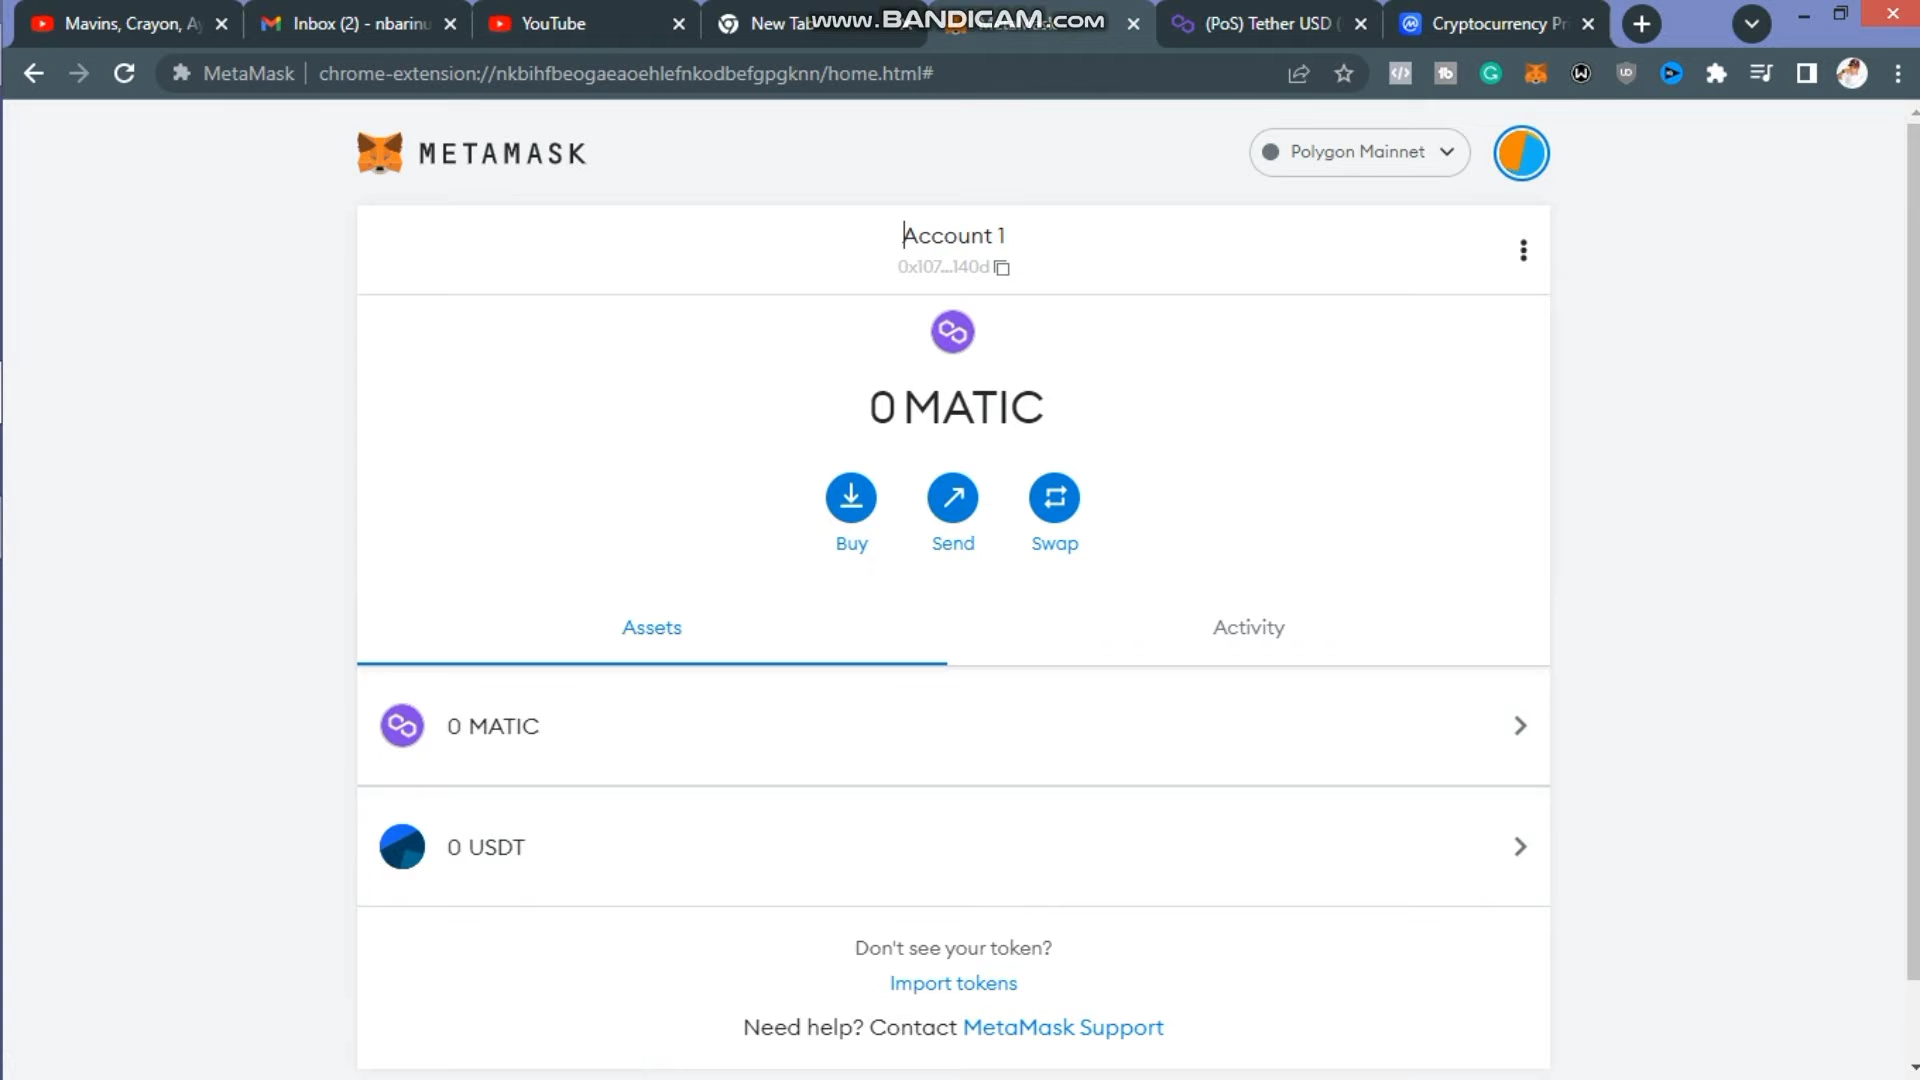 Mavins, Crayon, Ay
Inbox (2) - nbarinu
YouTube
New Tab
www.BANDICAM.com
(PoS) Tether USD (
Cryptocurrency Pri
MetaMask
chrome-extension://nkbihfbeogaeaoehlefnkodbefgpgknn/home.html#
METAMASK
Polygon Mainnet
Account 1
0x107...140d
0 MATIC
Buy
Send
Swap
Assets
Activity
0 MATIC
0 USDT
Don't see your token?
Import tokens
Need help? Contact MetaMask Support